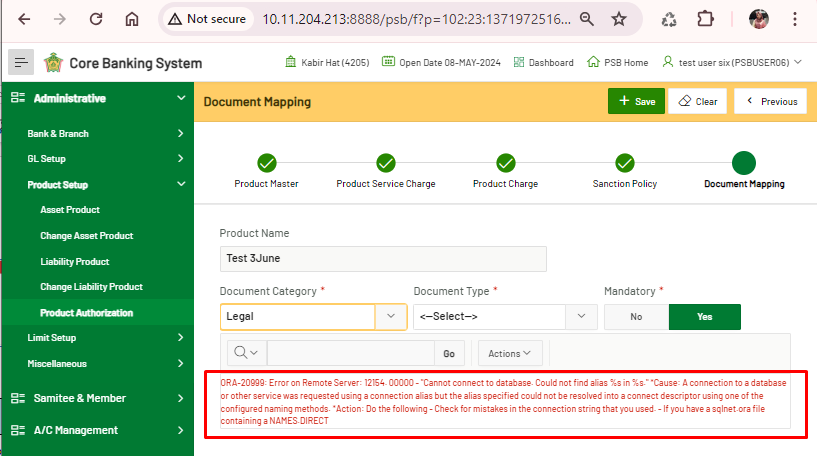 Not secure
10.11.204.213:8888/psb/f?p=102:23:1371972516...
Core Banking System
Kabir Hat (4205)
Open Date 08-MAY-2024
Dashboard
PSB Home
test user six (PSBUSER06)
Administrative
Bank & Branch
GL Setup
Product Setup
Asset Product
Change Asset Product
Liability Product
Change Liability Product
Product Authorization
Limit Setup
Miscellaneous
Samitee & Member
A/C Management
Document Mapping
+ Save
Clear
< Previous
Product Master
Product Service Charge
Product Charge
Sanction Policy
Document Mapping
Product Name
Test 3June
Document Category *
Document Type *
Mandatory *
Legal
<--Select-->
No
Yes
Go
Actions
ORA-20999: Error on Remote Server: 12154. 00000 - "Cannot connect to database. Could not find alias %s in %s." *Cause: A connection to a database
or other service was requested using a connection alias but the alias specified could not be resolved into a connect descriptor using one of the
configured naming methods. *Action: Do the following - Check for mistakes in the connection string that you used. - If you have a sqlnet.ora file
containing a NAMES.DIRECT